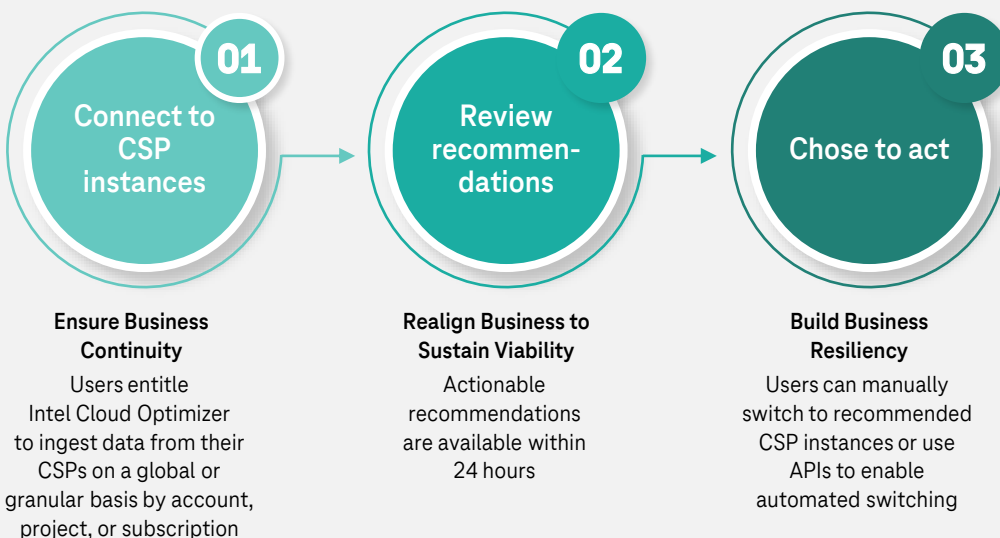 01
Connect to
CSP
instances
Ensure Business
Continuity
Users entitle
Intel Cloud Optimizer
to ingest data from their
CSPs on a global or
granular basis by account,
project, or subscription
02
Review
recommen-
dations
Realign Business to
Sustain Viability
Actionable
recommendations
are available within
24 hours
03
Chose to act
Build Business
Resiliency
Users can manually
switch to recommended
CSP instances or use
APIs to enable
automated switching